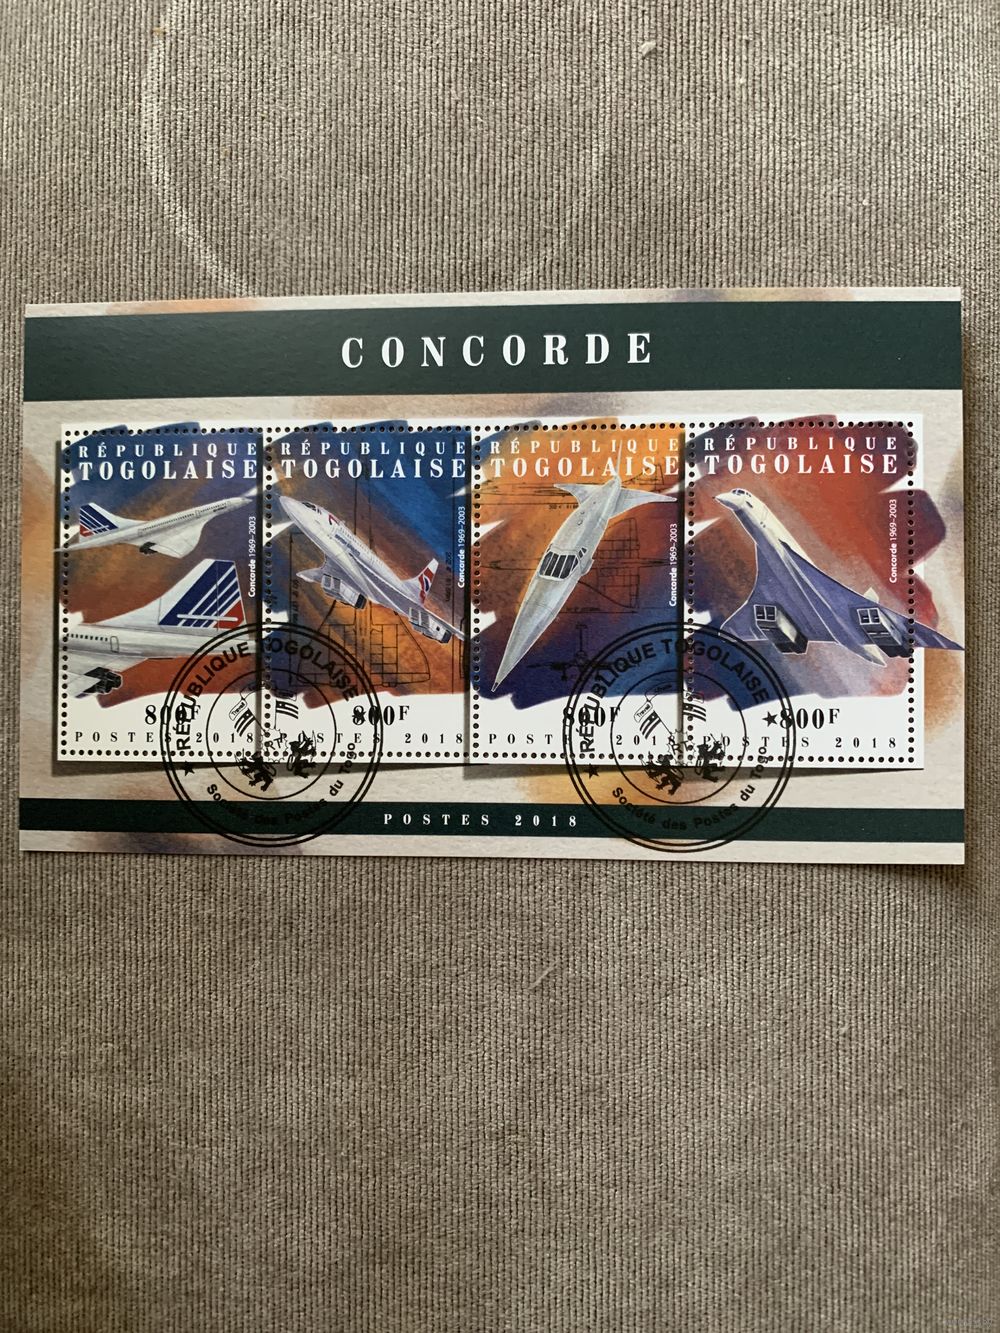 CONCORDE
RÉPUBLIQUE
TOGOLAISE
Concorde 1969-2003
800F
POSTES 2018
RÉPUBLIQUE
TOGOLAISE
Concorde 1969-2003
800F
POSTES 2018
RÉPUBLIQUE
TOGOLAISE
Concorde 1969-2003
800F
POSTES 2018
RÉPUBLIQUE
TOGOLAISE
Concorde 1969-2003
800F
POSTES 2018
RÉPUBLIQUE TOGOLAISE
Société des Postes du Togo
RÉPUBLIQUE TOGOLAISE
Société des Postes du Togo
POSTES 2018